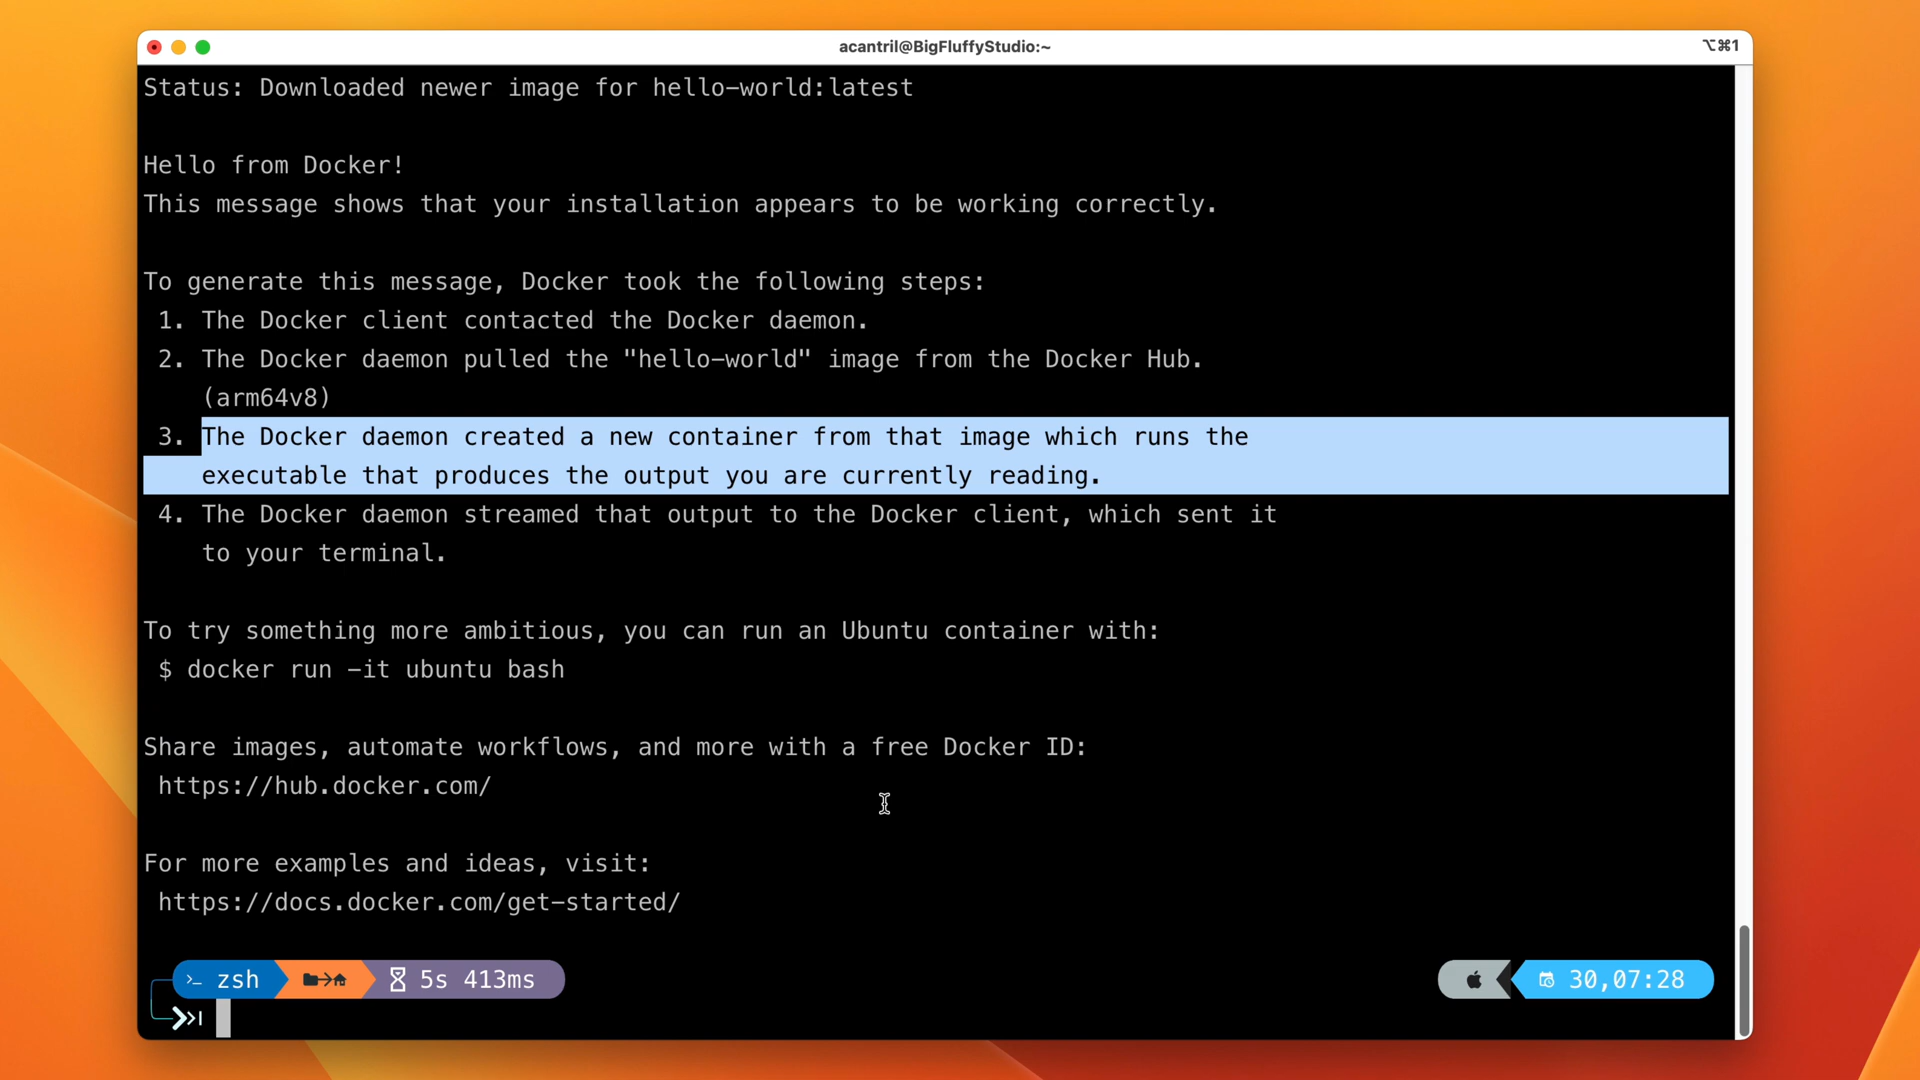 acantril@BigFluffyStudio:~
⌥⌘1
Status: Downloaded newer image for hello-world:latest
Hello from Docker!
This message shows that your installation appears to be working correctly.
To generate this message, Docker took the following steps:
1. The Docker client contacted the Docker daemon.
2. The Docker daemon pulled the "hello-world" image from the Docker Hub.
(arm64v8)
3. The Docker daemon created a new container from that image which runs the
executable that produces the output you are currently reading.
4. The Docker daemon streamed that output to the Docker client, which sent it
to your terminal.
To try something more ambitious, you can run an Ubuntu container with:
$ docker run -it ubuntu bash
Share images, automate workflows, and more with a free Docker ID:
https://hub.docker.com/
For more examples and ideas, visit:
https://docs.docker.com/get-started/
zsh 5s 413ms 30,07:28